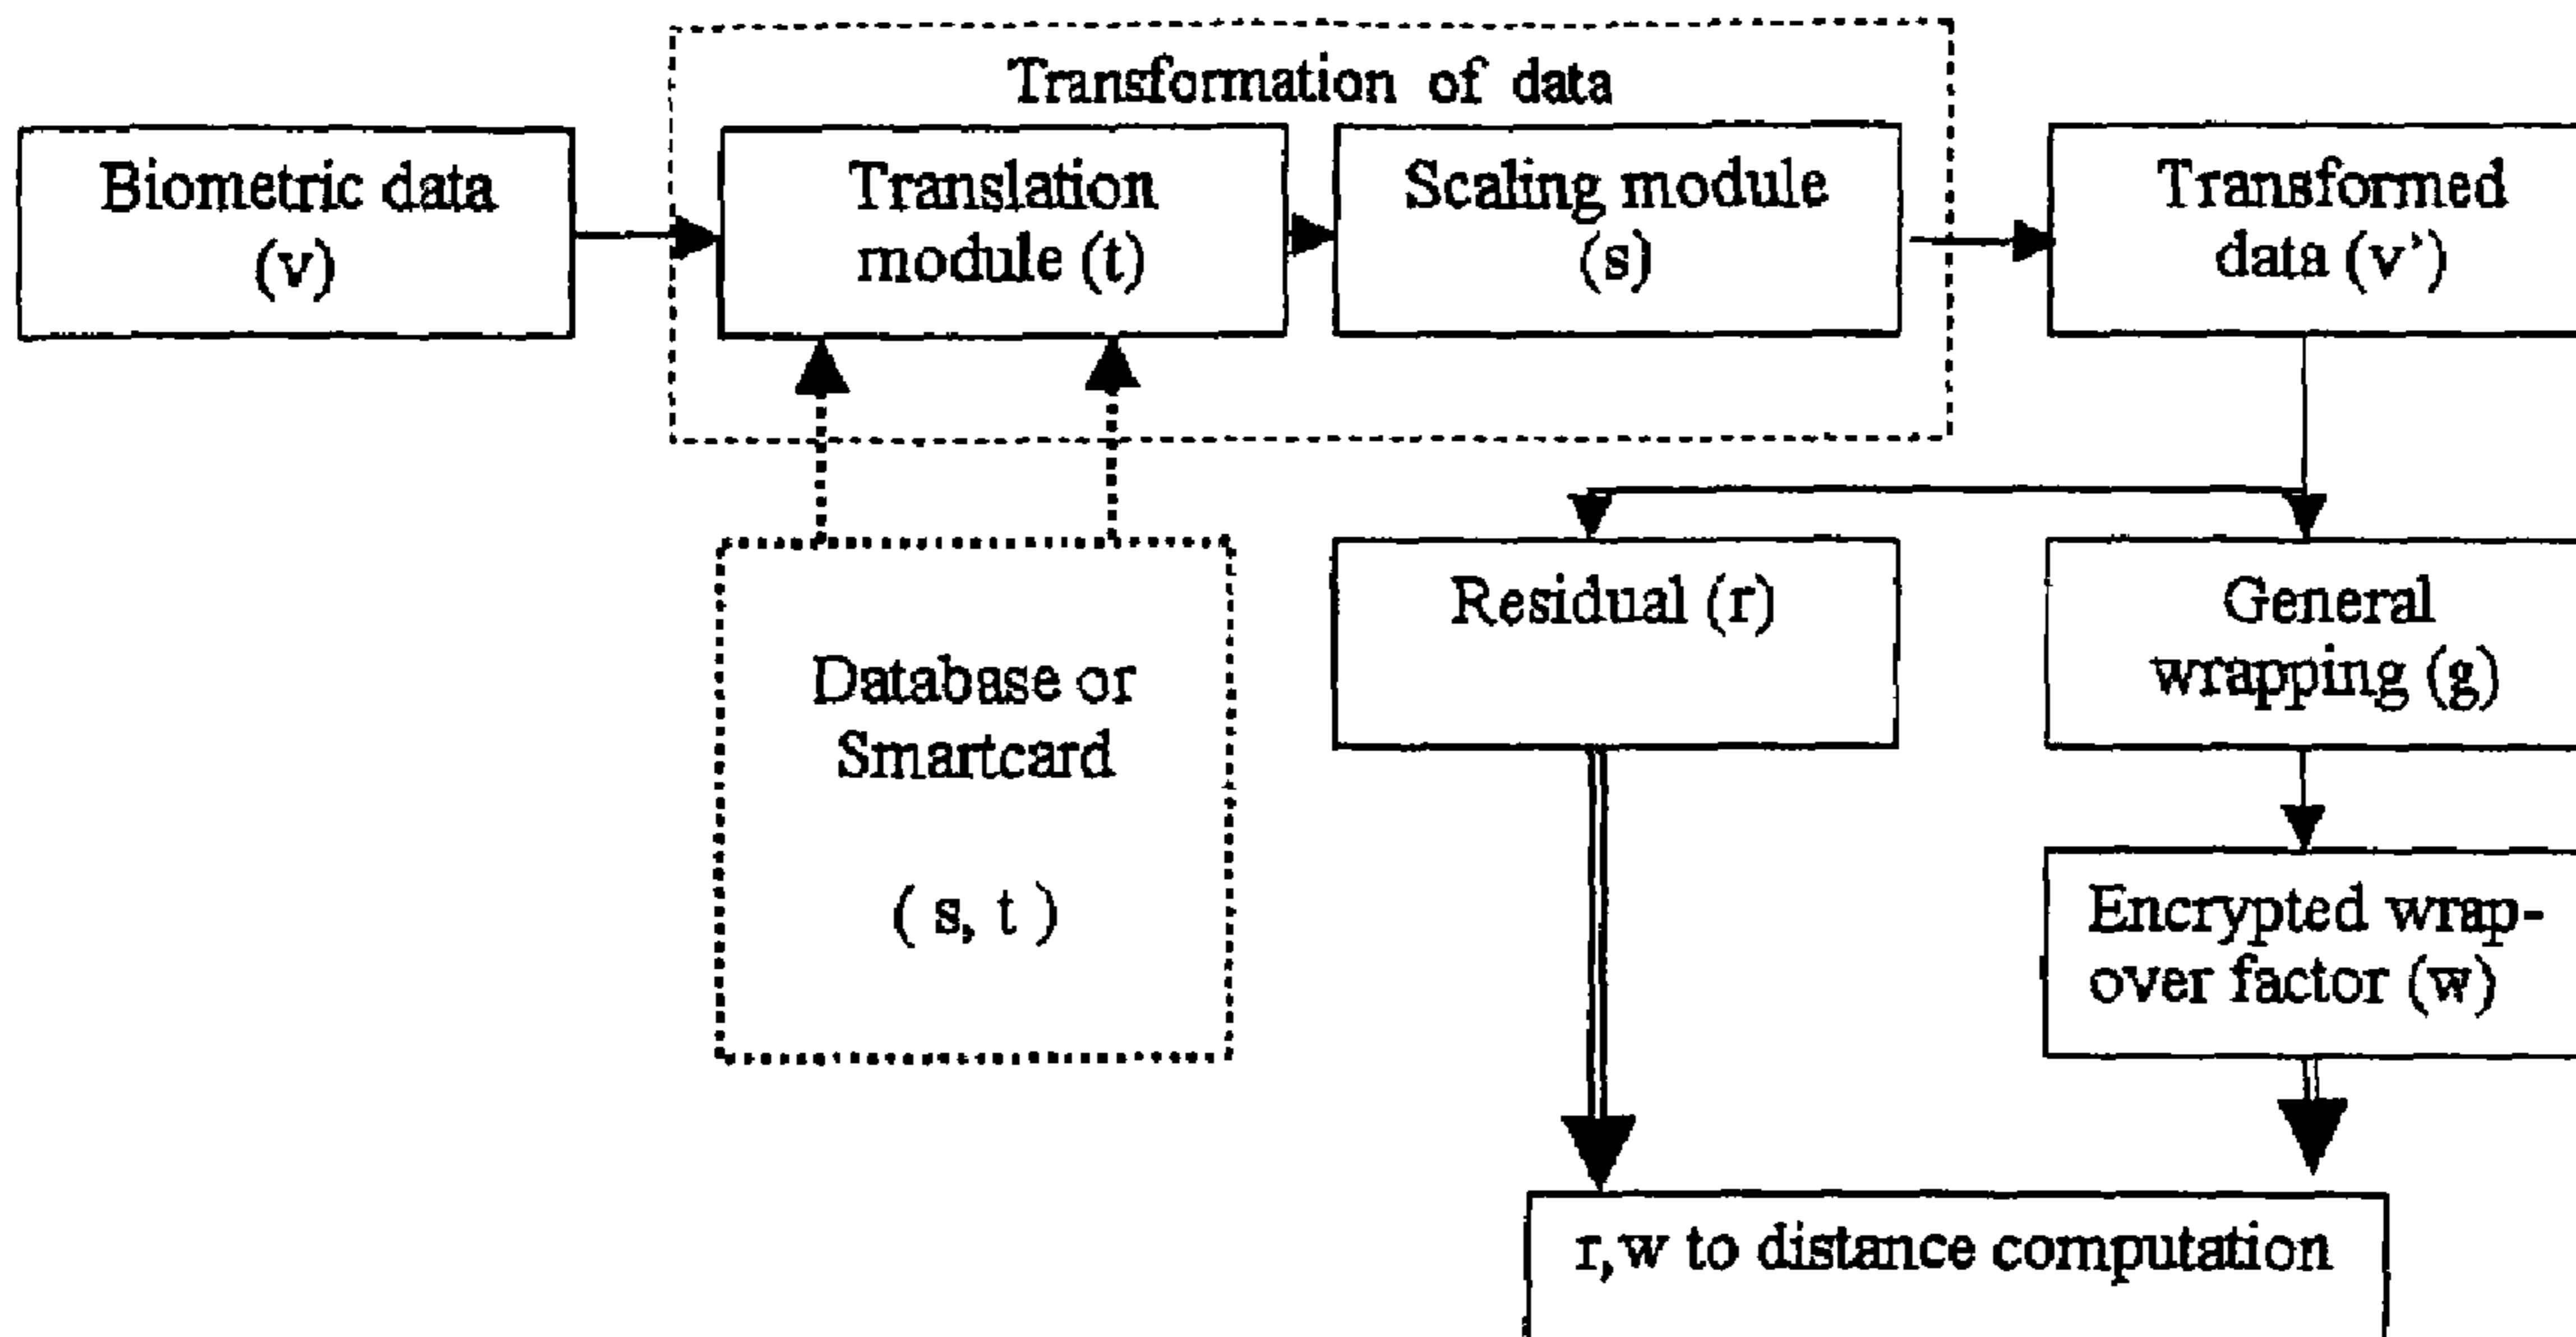 Transformation of data
Biometric data
(v)
Translation
module (t)
Scaling module
(s)
Transformed
data (v’)
Database or
Smartcard
( s, t )
Residual (r)
General
wrapping (g)
Encrypted wrap-
over factor (w)
r,w to distance computation